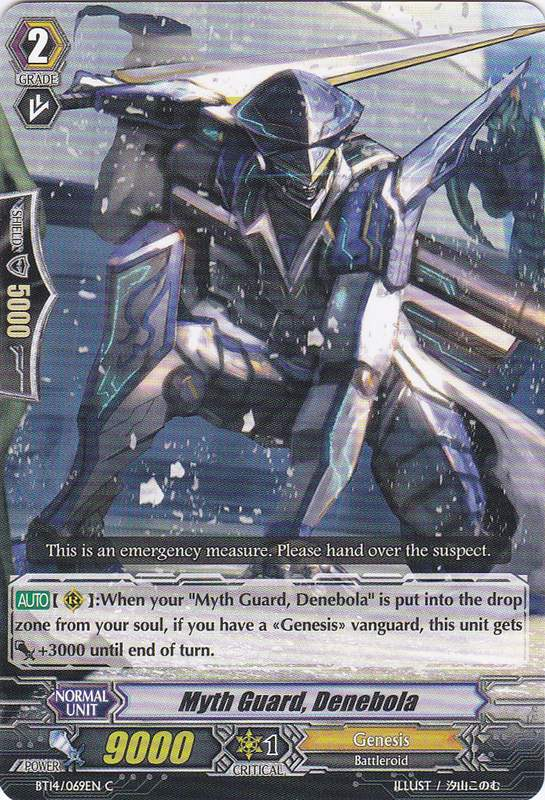 2
GRADE
SHIELD
5000
This is an emergency measure. Please hand over the suspect.
AUTO [ R ]:When your "Myth Guard, Denebola" is put into the drop
zone from your soul, if you have a «Genesis» vanguard, this unit gets
+3000 until end of turn.
NORMAL
UNIT
Myth Guard, Denebola
POWER
9000
1
CRITICAL
Genesis
Battleroid
BT14/069EN C
ILLUST / 汐山このむ